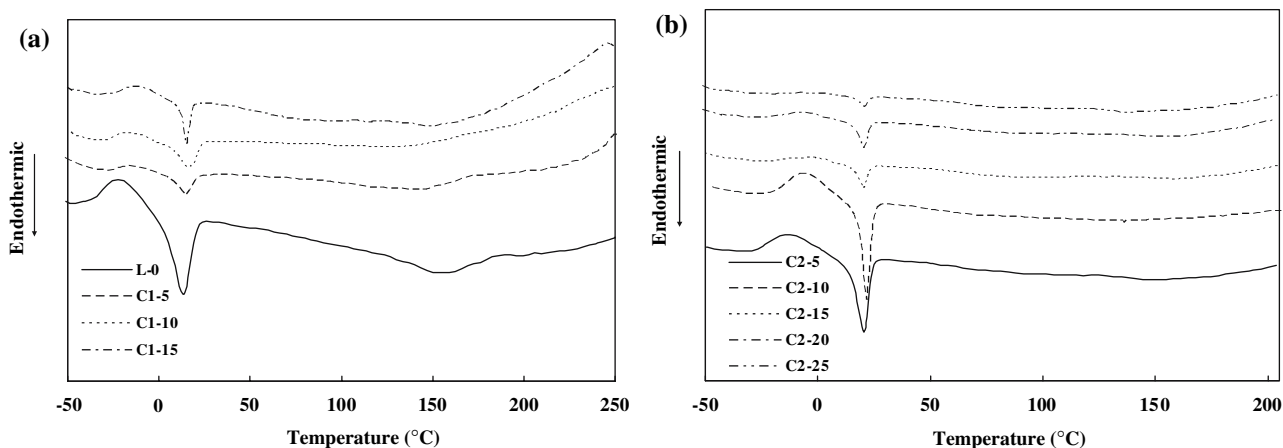 (a)
Endothermic
L-0
C1-5
C1-10
C1-15
-50 0 50 100 150 200 250
Temperature (°C)
(b)
Endothermic
C2-5
C2-10
C2-15
C2-20
C2-25
-50 0 50 100 150 200
Temperature (°C)